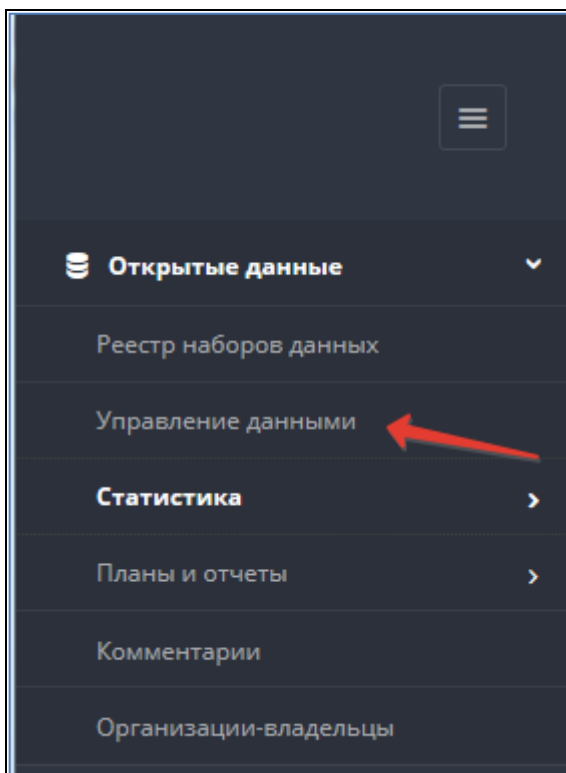 Открытые данные
Реестр наборов данных
Управление данными
Статистика
Планы и отчеты
Комментарии
Организации-владельцы